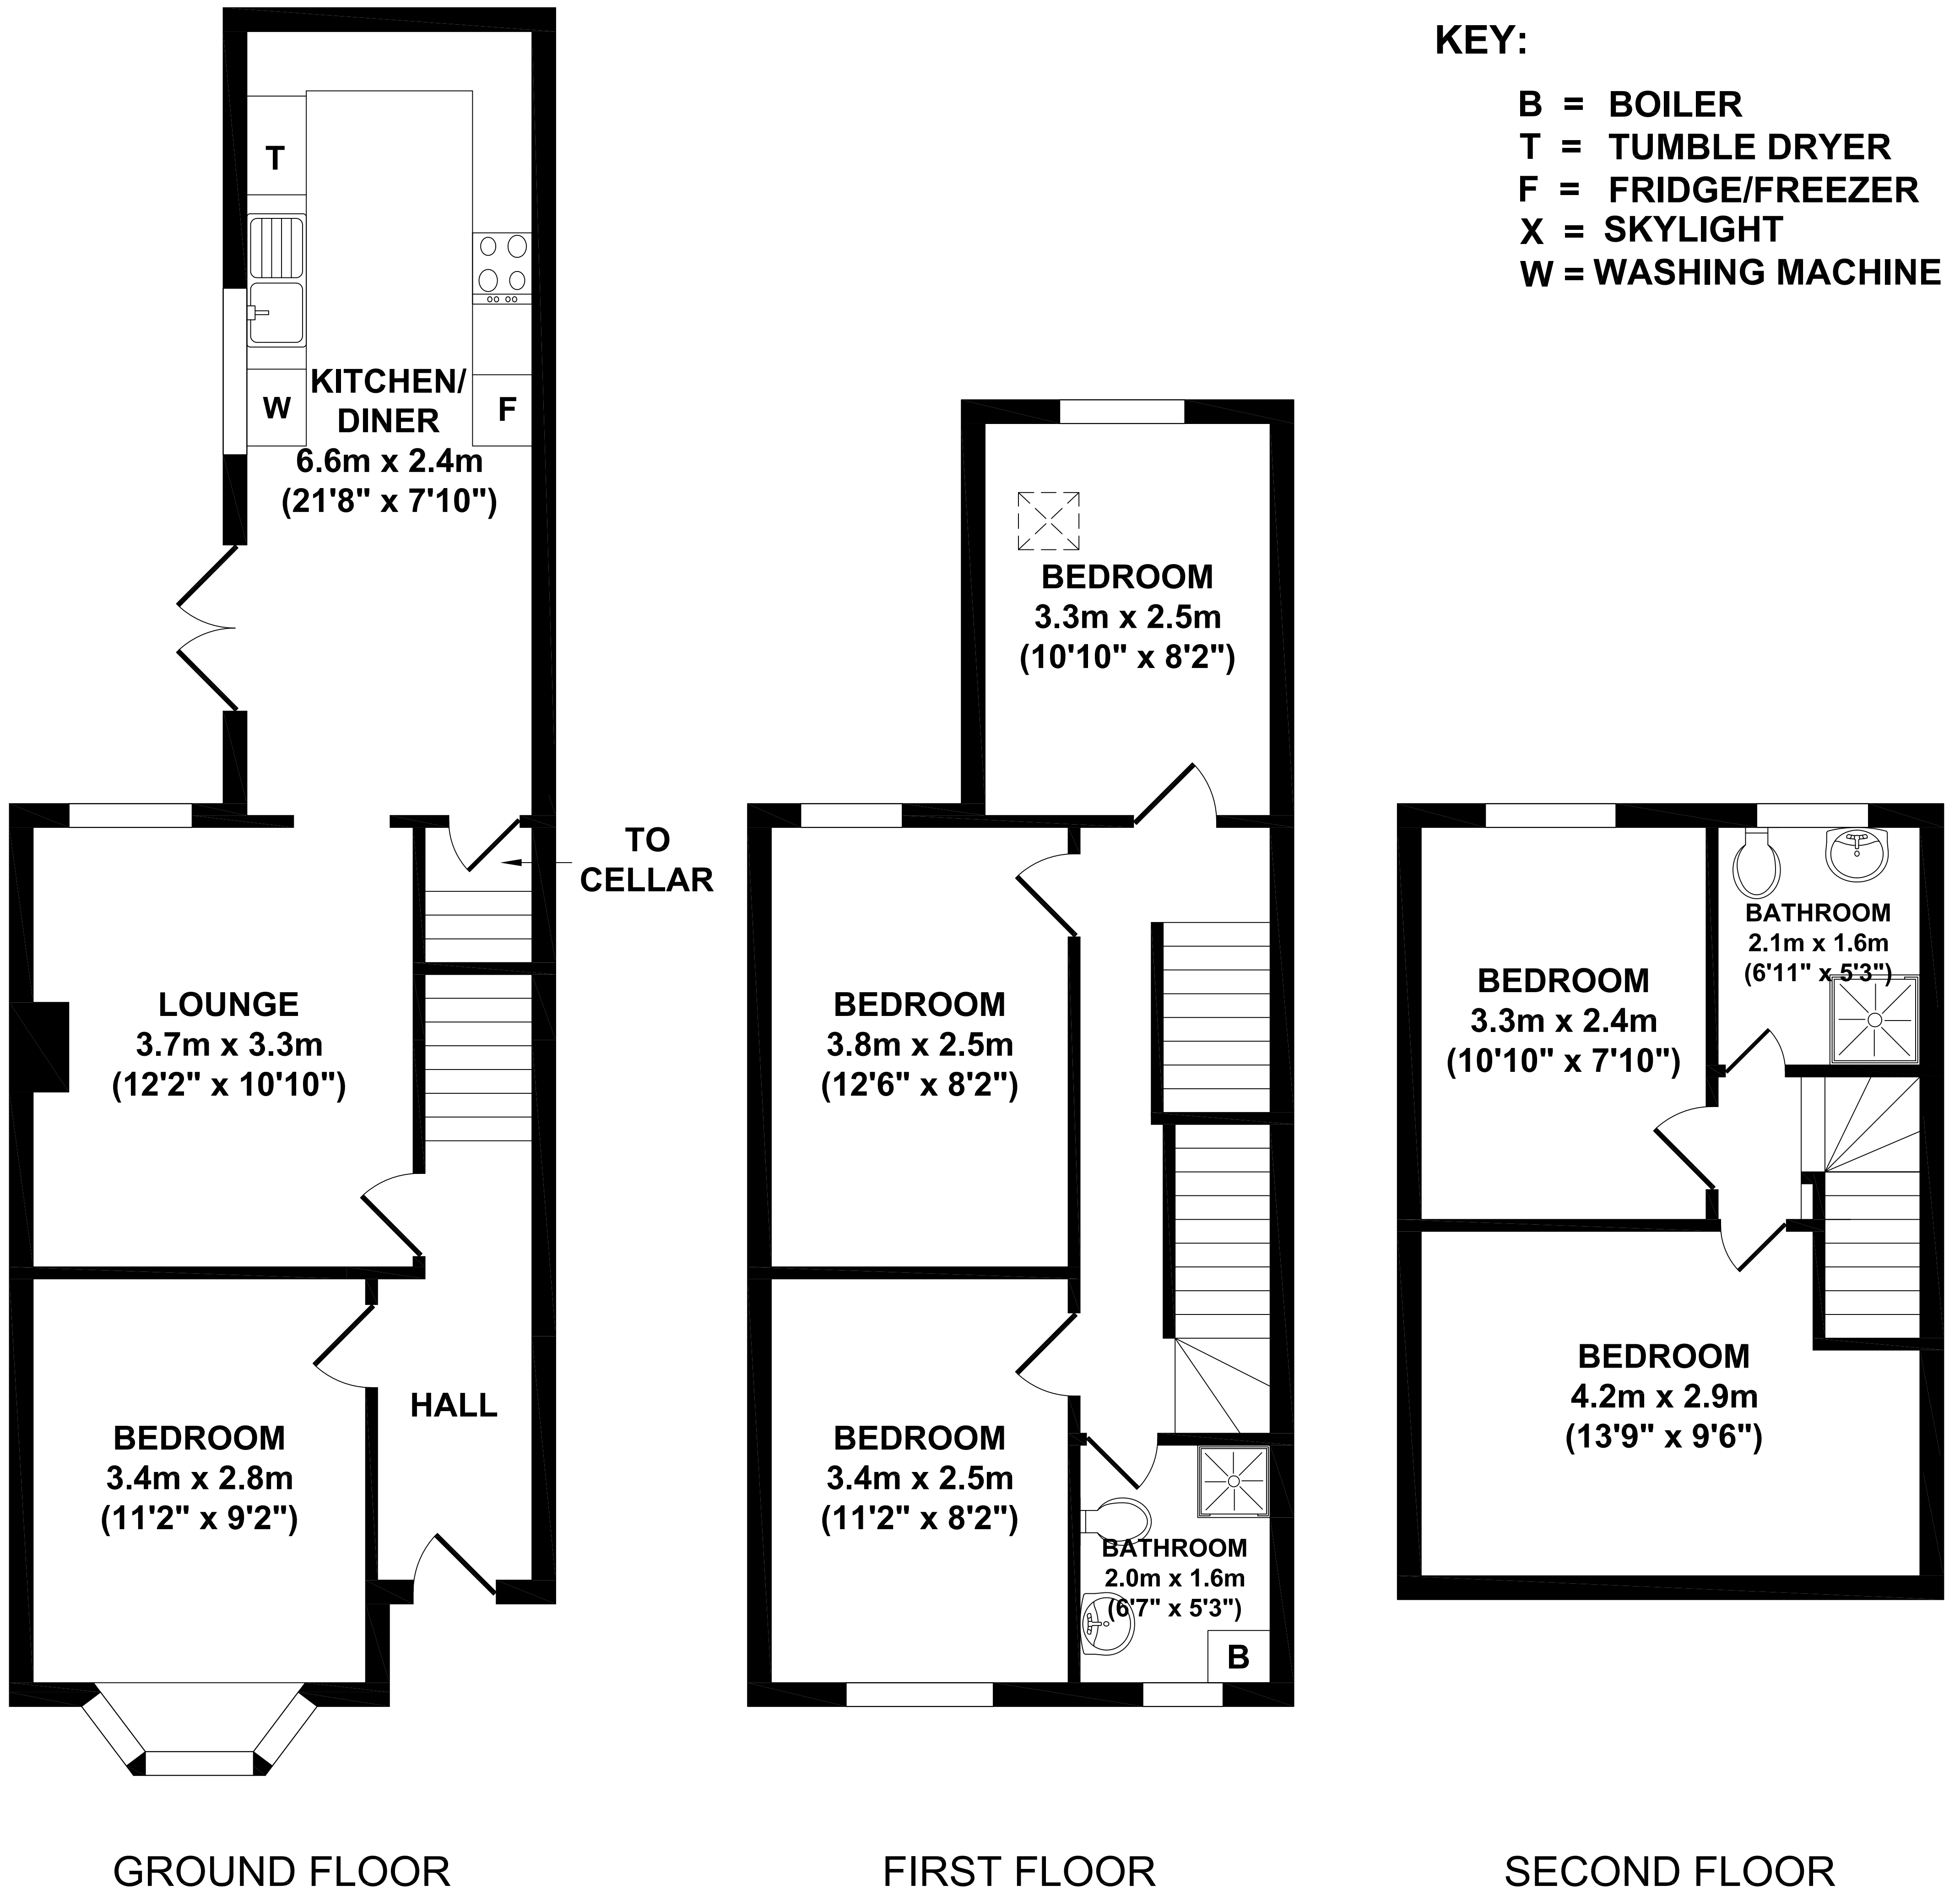 KEY:
B = BOILER
T = TUMBLE DRYER
F = FRIDGE/FREEZER
X = SKYLIGHT
W = WASHING MACHINE
T
W
F
KITCHEN/
DINER
6.6m x 2.4m
(21'8" x 7'10")
TO
CELLAR
LOUNGE
3.7m x 3.3m
(12'2" x 10'10")
BEDROOM
3.4m x 2.8m
(11'2" x 9'2")
HALL
GROUND FLOOR
BEDROOM
3.3m x 2.5m
(10'10" x 8'2")
BEDROOM
3.8m x 2.5m
(12'6" x 8'2")
BEDROOM
3.4m x 2.5m
(11'2" x 8'2")
BATHROOM
2.0m x 1.6m
(6'7" x 5'3")
B
FIRST FLOOR
BATHROOM
2.1m x 1.6m
(6'11" x 5'3")
BEDROOM
3.3m x 2.4m
(10'10" x 7'10")
BEDROOM
4.2m x 2.9m
(13'9" x 9'6")
SECOND FLOOR